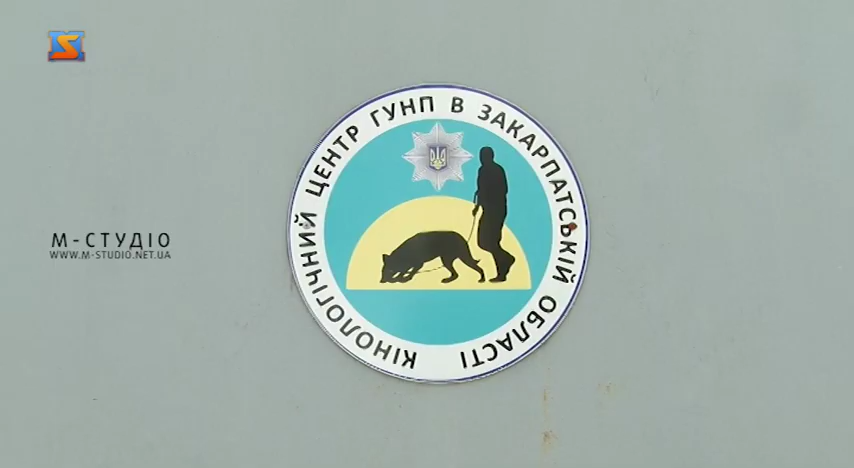 КІНОЛОГІЧНИЙ ЦЕНТР ГУНП В ЗАКАРПАТСЬКІЙ ОБЛАСТІ
М-СТУДІО
WWW.M-STUDIO.NET.UA